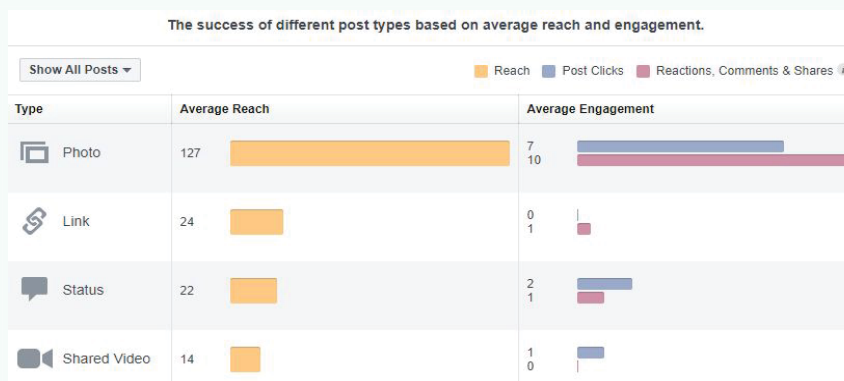 The success of different post types based on average reach and engagement.
Show All Posts
Reach Post Clicks Reactions, Comments & Shares
Type Average Reach Average Engagement
Photo 127 7
10
Link 24 0
1
Status 22 2
1
Shared Video 14 1
0